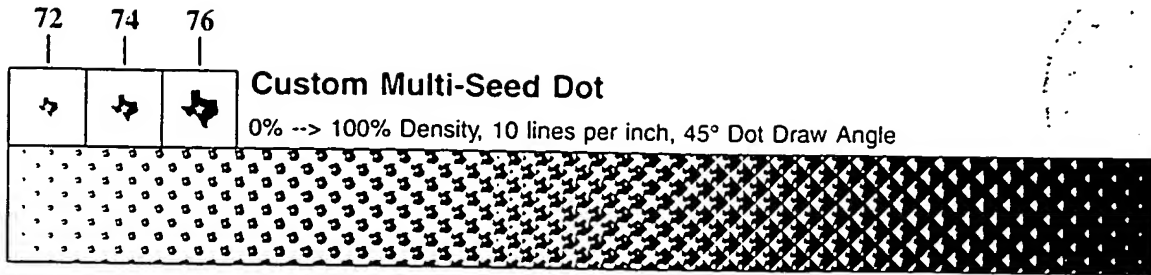 72 74 76
Custom Multi-Seed Dot
0% --> 100% Density, 10 lines per inch, 45° Dot Draw Angle